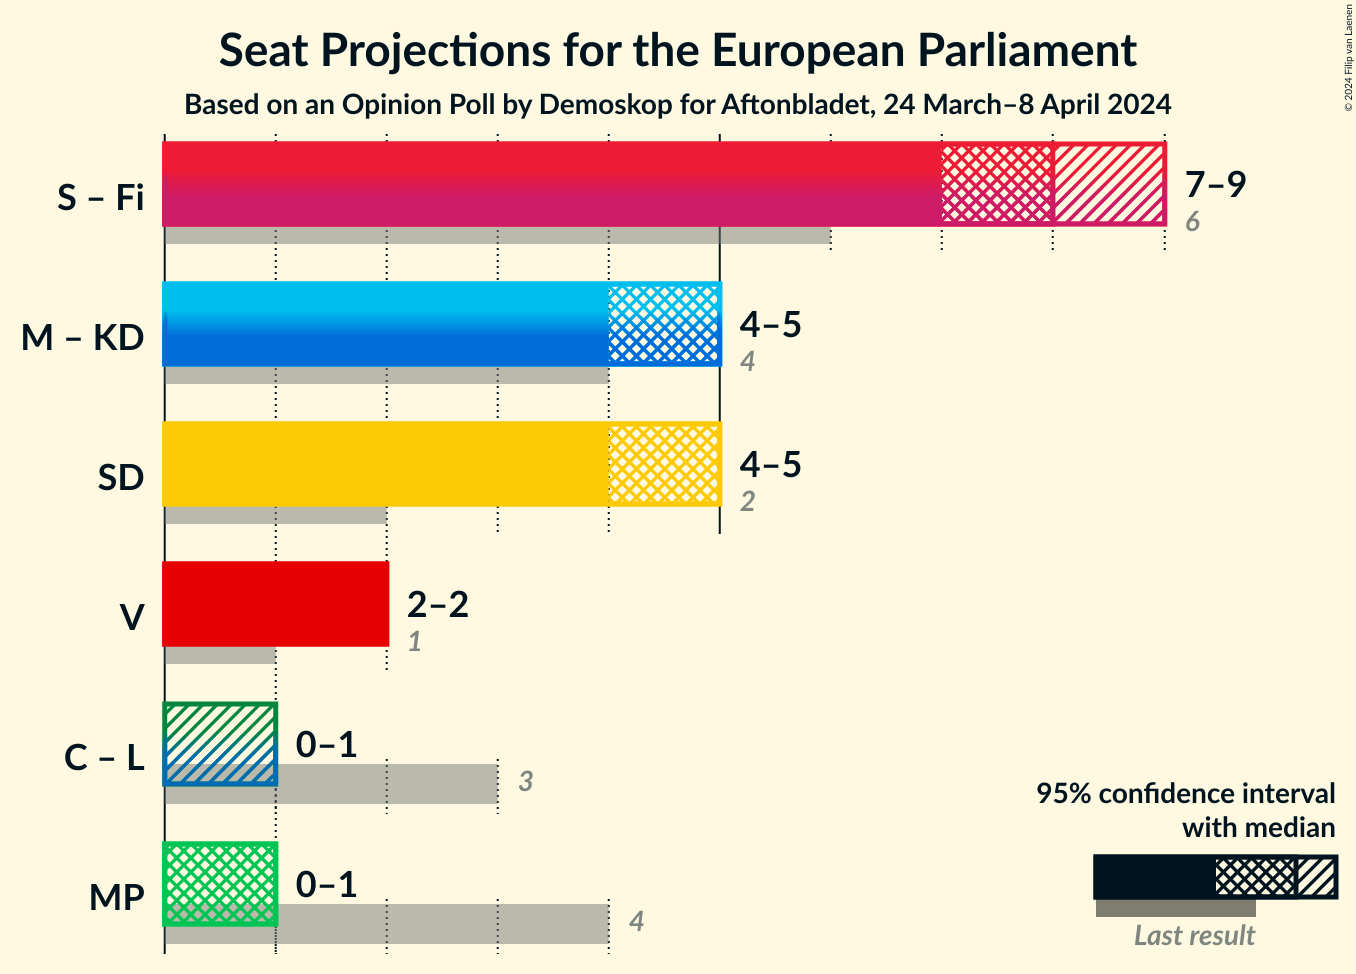 Seat Projections for the European Parliament
Based on an Opinion Poll by Demoskop for Aftonbladet, 24 March–8 April 2024
© 2024 Filip van Laenen
S – Fi
7–9
6
M – KD
4–5
4
SD
4–5
2
V
2–2
1
C – L
0–1
3
MP
0–1
4
95% confidence interval
with median
Last result